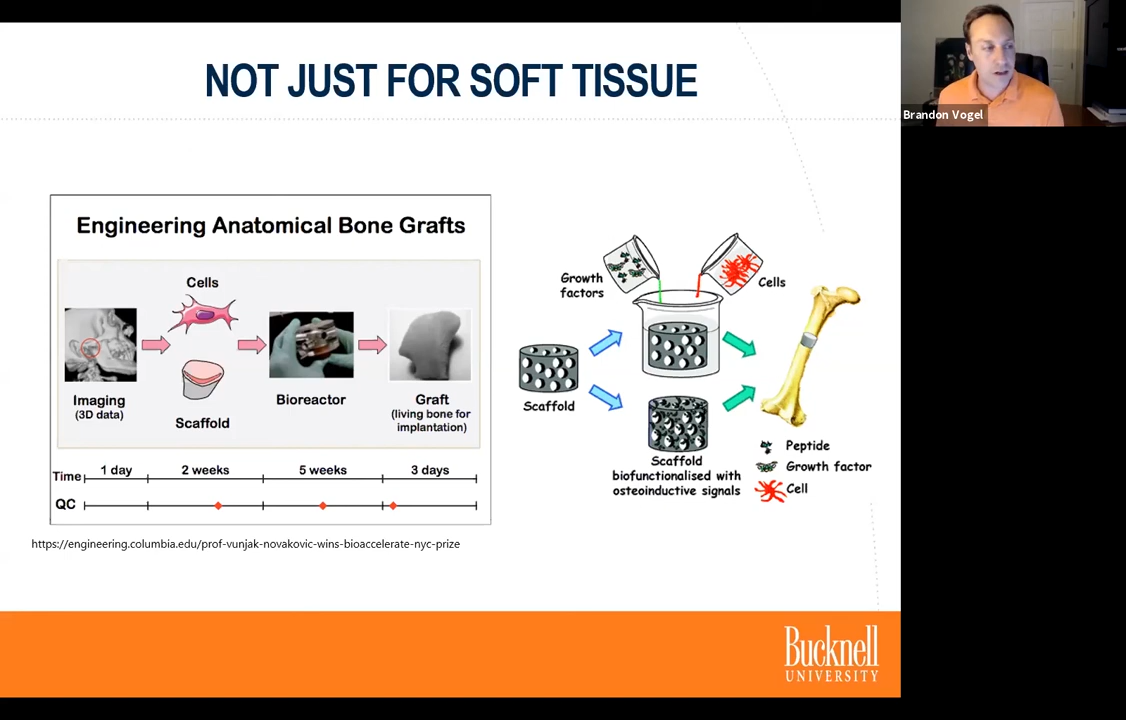 NOT JUST FOR SOFT TISSUE
Brandon Vogel
Engineering Anatomical Bone Grafts
Cells
Imaging
(3D data)
Scaffold
Bioreactor
Graft
(living bone for
implantation)
Time
1 day
2 weeks
5 weeks
3 days
QC
https://engineering.columbia.edu/prof-vunjak-novakovic-wins-bioaccelerate-nyc-prize
Growth
factors
Cells
Scaffold
Scaffold
biofunctionalised with
osteoinductive signals
Peptide
Growth factor
Cell
Bucknell
UNIVERSITY